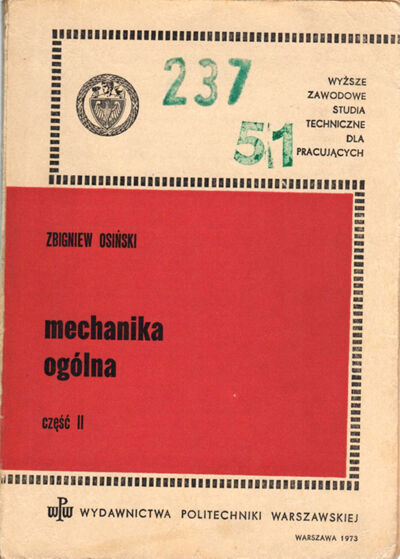 237
51
WYŻSZE
ZAWODOWE
STUDIA
TECHNICZNE
DLA
PRACUJĄCYCH
ZBIGNIEW OSIŃSKI
mechanika
ogólna
część II
WPW WYDAWNICTWA POLITECHNIKI WARSZAWSKIEJ
WARSZAWA 1973